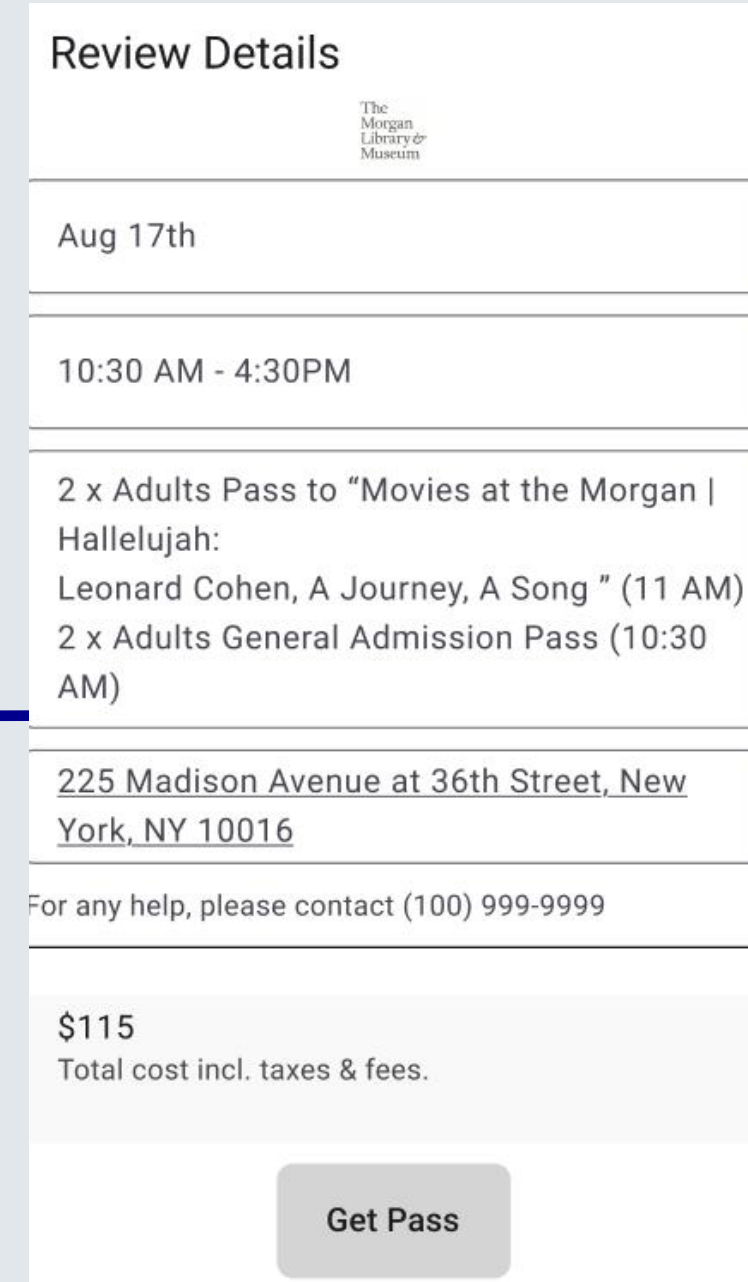 Review Details
The
Morgan
Library &
Museum
Aug 17th
10:30 AM - 4:30PM
2 x Adults Pass to “Movies at the Morgan |
Hallelujah:
Leonard Cohen, A Journey, A Song ” (11 AM)
2 x Adults General Admission Pass (10:30
AM)
225 Madison Avenue at 36th Street, New
York, NY 10016
For any help, please contact (100) 999-9999
$115
Total cost incl. taxes & fees.
Get Pass